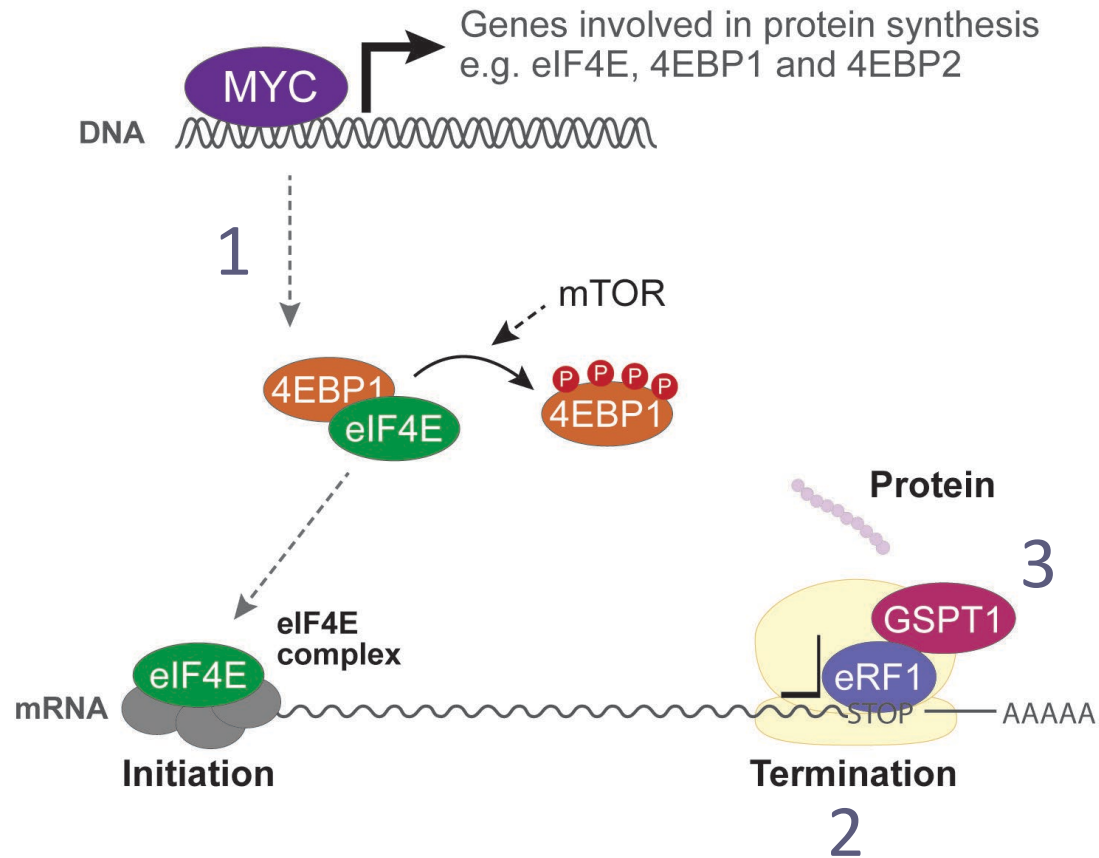 Genes involved in protein synthesis
e.g. eIF4E, 4EBP1 and 4EBP2
MYC
DNA
1
mTOR
4EBP1
eIF4E
P P P P
4EBP1
Protein
3
GSPT1
eIF4E
complex
eIF4E
eRF1
mRNA
STOP
AAAAA
Initiation
Termination
2